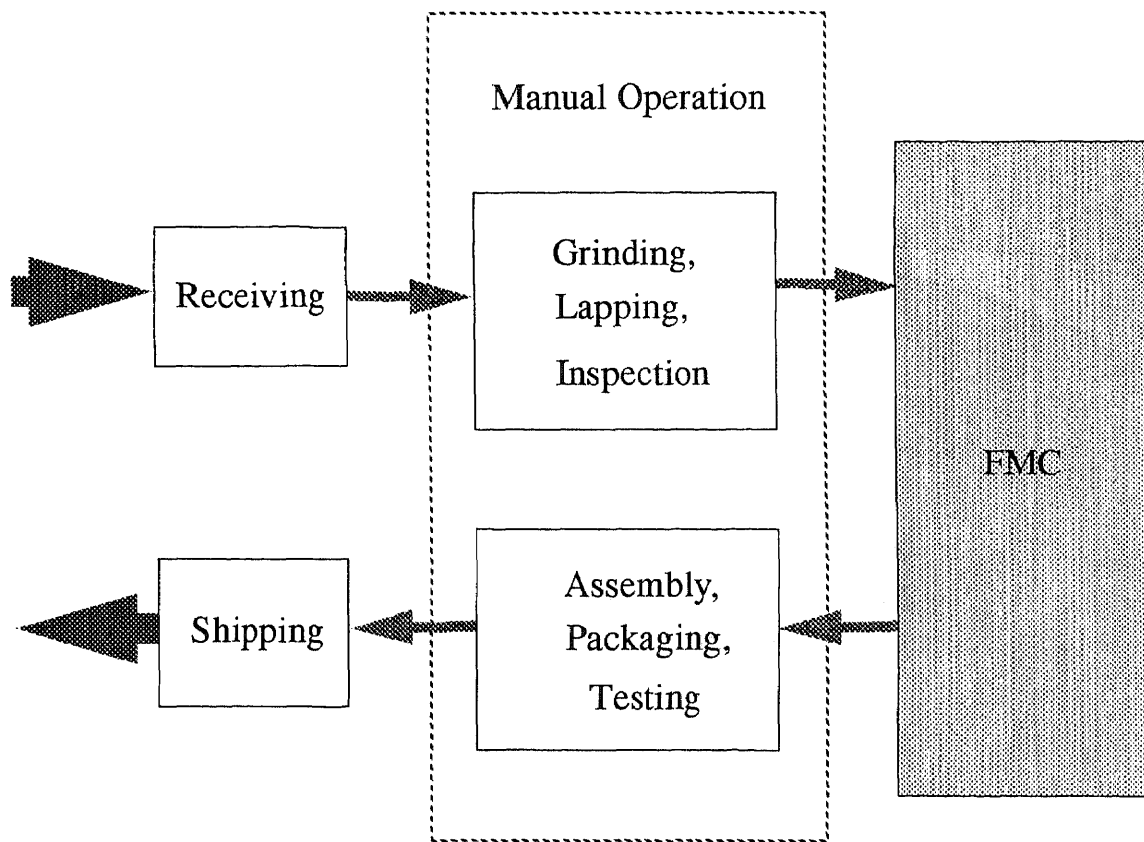 Manual Operation
Receiving
Grinding,
Lapping,
Inspection
FMC
Assembly,
Packaging,
Testing
Shipping